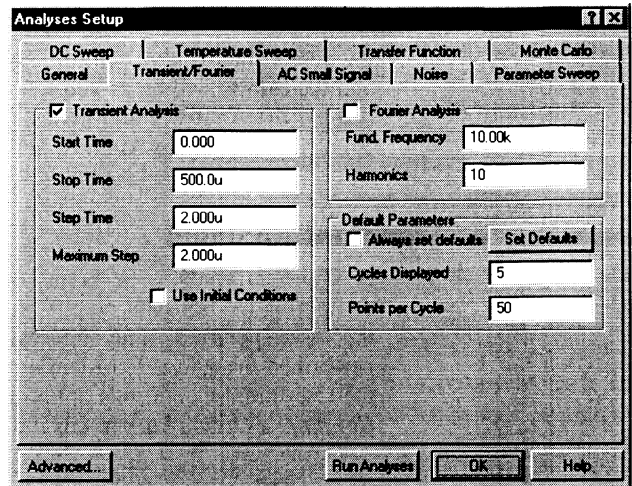 Analyses Setup
DC Sweep Temperature Sweep Transfer Function Monte Carlo
General Transient/Fourier AC Small Signal Noise Parameter Sweep
Transient Analysis
Start Time 0.000
Stop Time 500.0u
Step Time 2.000u
Maximum Step 2.000u
Use Initial Conditions
Fourier Analysis
Fund. Frequency 10.00k
Harmonics 10
Default Parameters
Always set defaults Set Defaults
Cycles Displayed 5
Points per Cycle 50
Advanced... Run Analyses OK Help